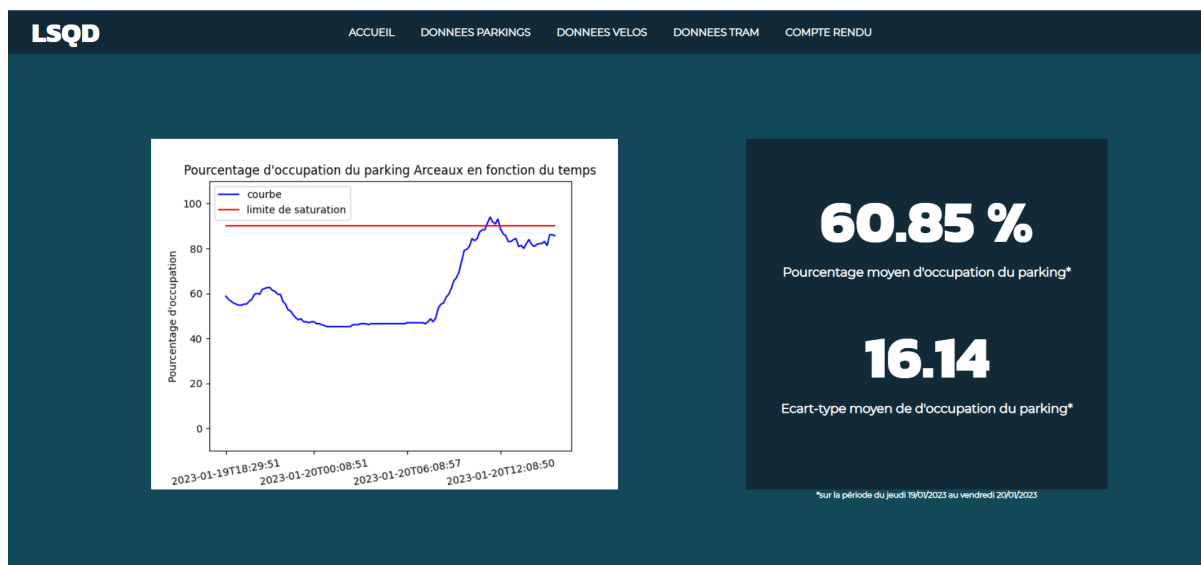 LSQD
ACCUEIL DONNEES PARKINGS DONNEES VELOS DONNEES TRAM COMPTE RENDU
Pourcentage d'occupation du parking Arceaux en fonction du temps
courbe
limite de saturation
100
80
60
40
20
0
Pourcentage d'occupation
2023-01-19T18:29:51
2023-01-20T00:08:51
2023-01-20T06:08:57
2023-01-20T12:08:50
60.85 %
Pourcentage moyen d'occupation du parking*
16.14
Ecart-type moyen de d'occupation du parking*
*sur la période du jeudi 19/01/2023 au vendredi 20/01/2023